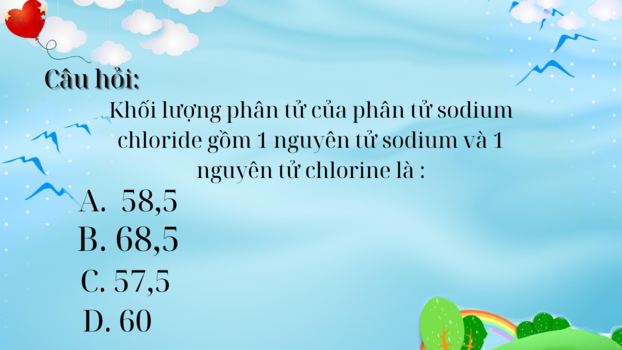 Câu hỏi:
Khối lượng phân tử của phân tử sodium
chloride gồm 1 nguyên tử sodium và 1
nguyên tử chlorine là :
A. 58,5
B. 68,5
C. 57,5
D. 60